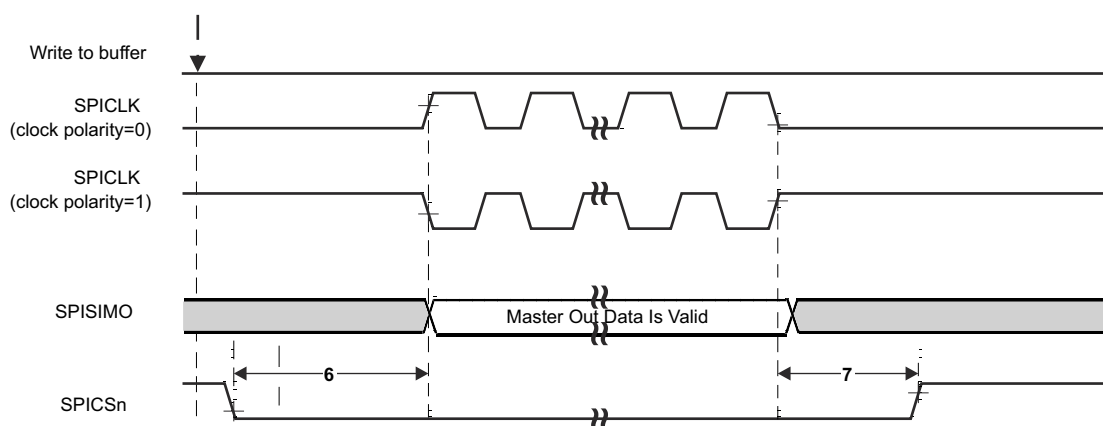 Write to buffer
SPICLK
(clock polarity=0)
SPICLK
(clock polarity=1)
SPISIMO
Master Out Data Is Valid
6
7
SPICSn